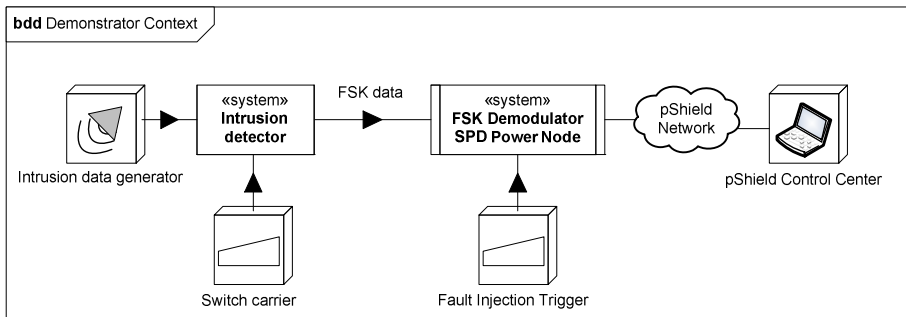 bdd Demonstrator Context
FSK data
«system»
Intrusion
detector
«system»
FSK Demodulator
SPD Power Node
pShield
Network
Intrusion data generator
pShield Control Center
Switch carrier
Fault Injection Trigger